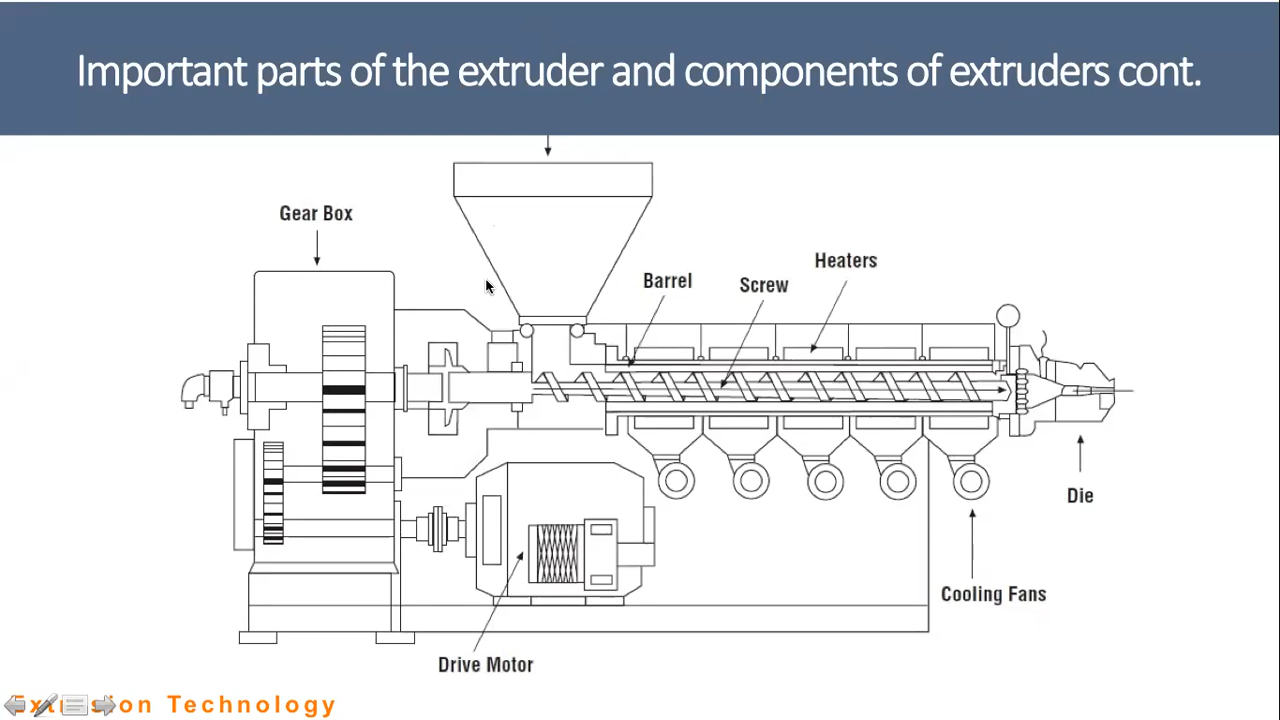 Important parts of the extruder and components of extruders cont.
Gear Box
Barrel
Screw
Heaters
Die
Cooling Fans
Drive Motor
Extrusion Technology